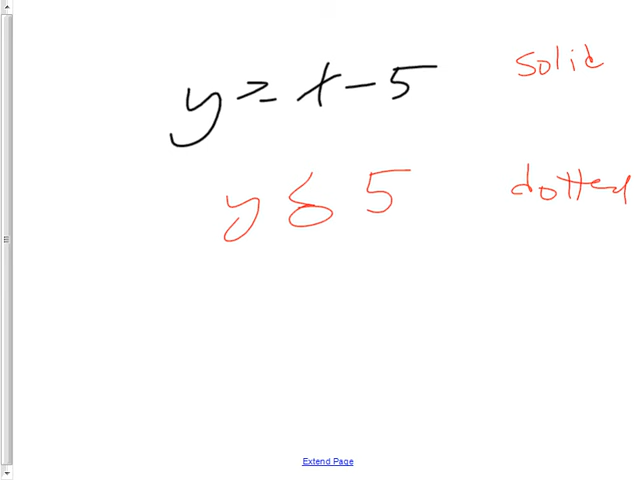 y ≥ x - 5 solid
y ≤ 5 dotted
Extend Page